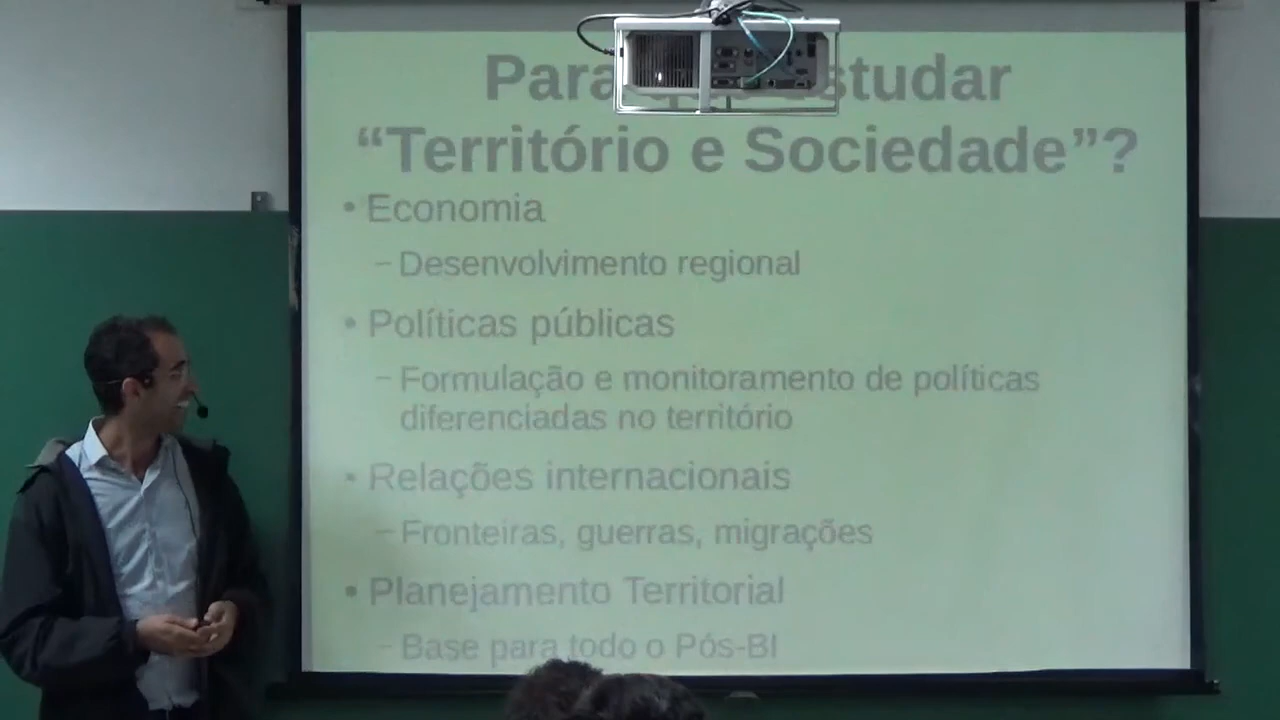 Para que estudar
“Território e Sociedade”?
• Economia
– Desenvolvimento regional
• Políticas públicas
– Formulação e monitoramento de políticas
diferenciadas no território
• Relações internacionais
– Fronteiras, guerras, migrações
• Planejamento Territorial
– Base para todo o Pós-BI